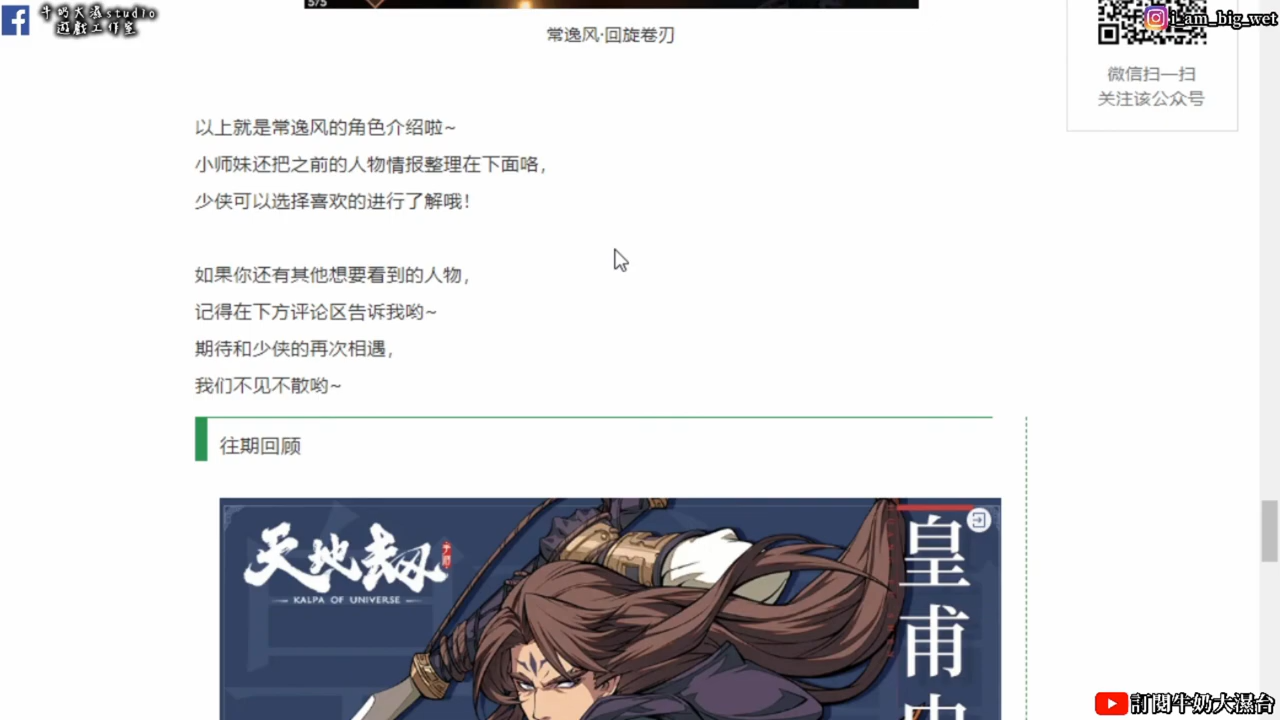 牛奶大濕studio
遊戲工作室
i_am_big_wet
5/5
常逸风·回旋卷刃
微信扫一扫
关注该公众号
以上就是常逸风的角色介绍啦~
小师妹还把之前的人物情报整理在下面咯，
少侠可以选择喜欢的进行了解哦！
如果你还有其他想要看到的人物，
记得在下方评论区告诉我哟~
期待和少侠的再次相遇，
我们不见不散哟~
往期回顾
天地劫
KALPA OF UNIVERSE
皇甫
訂閱牛奶大濕台